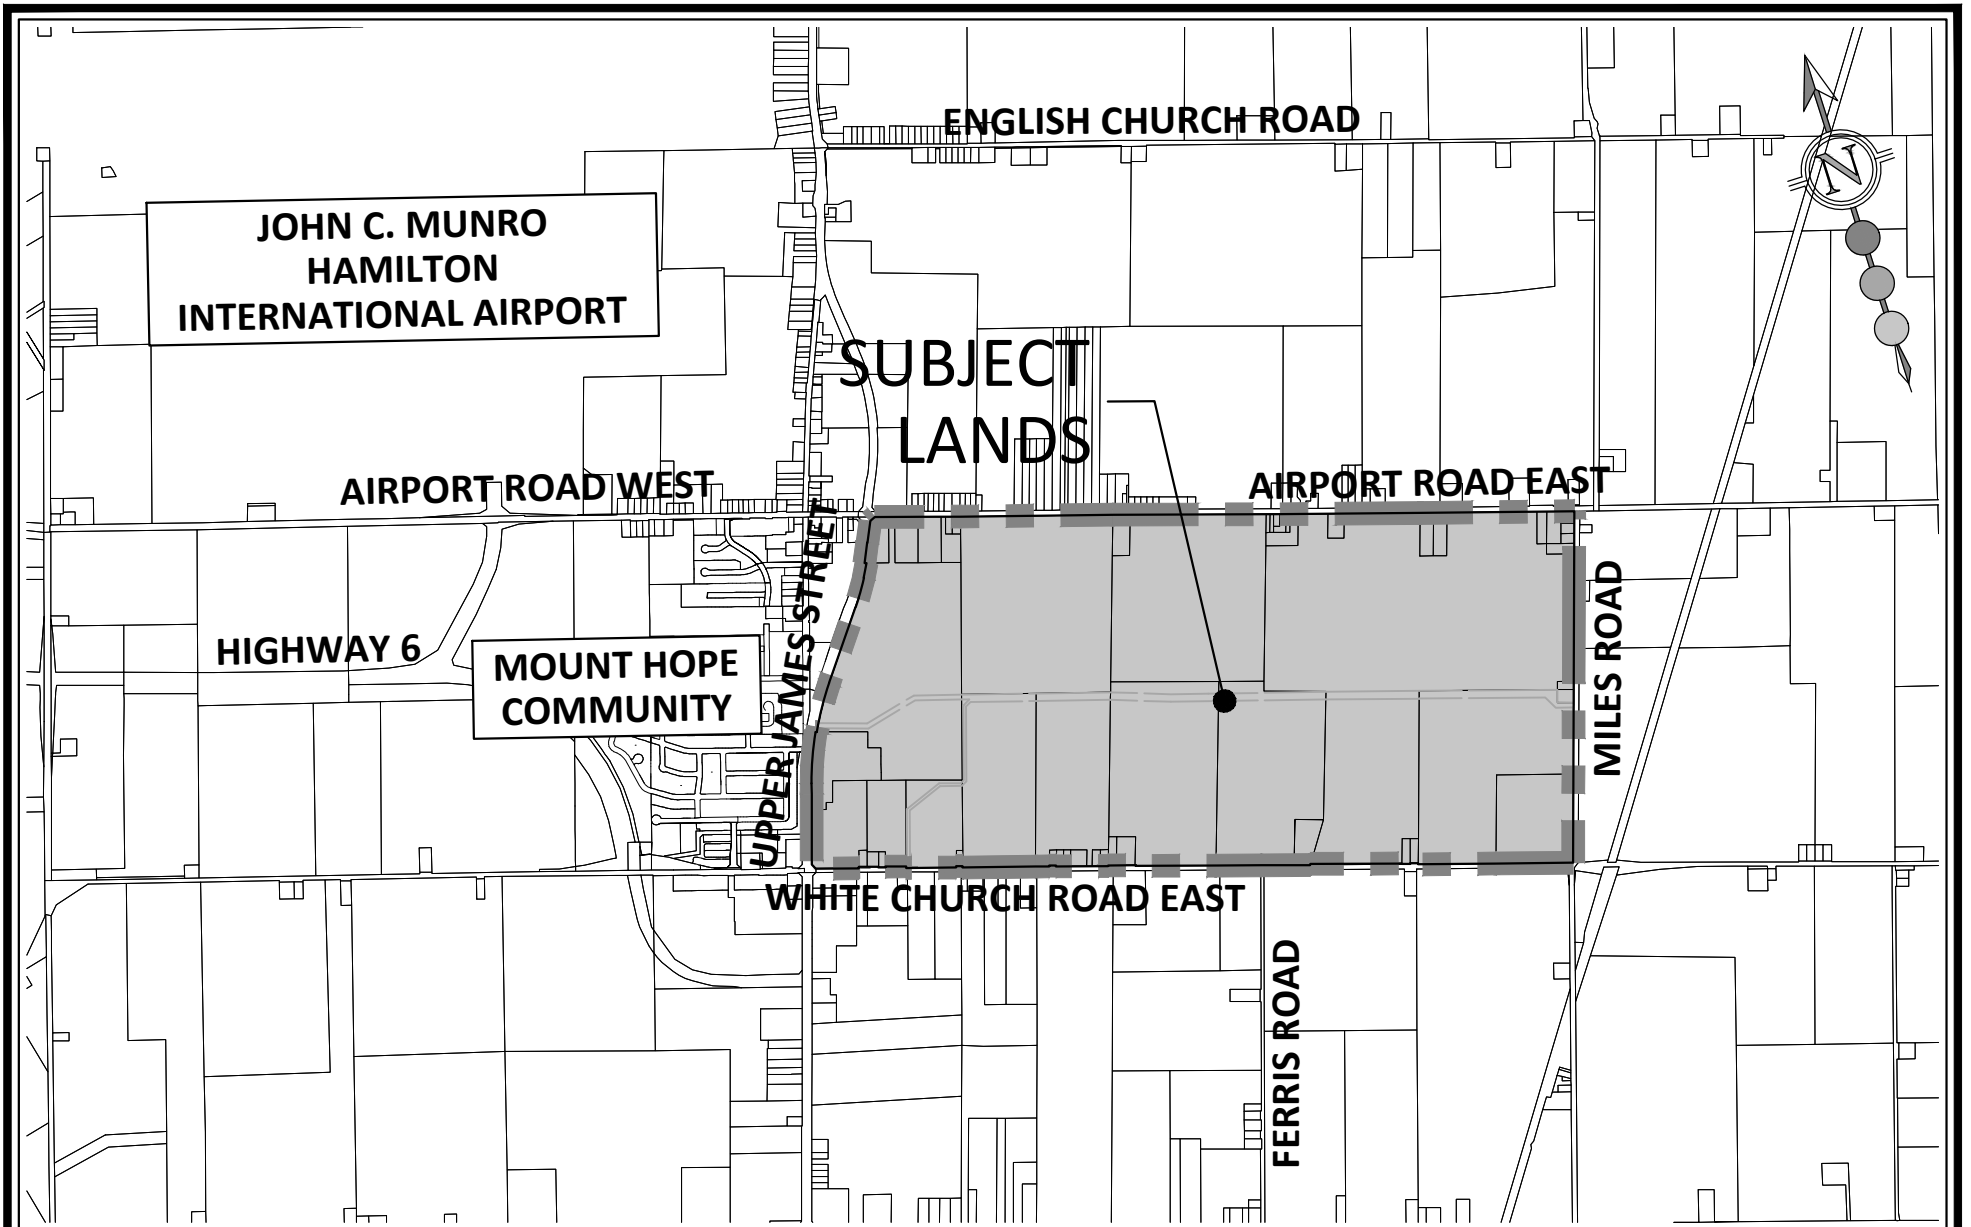 ENGLISH CHURCH ROAD
N
JOHN C. MUNRO
HAMILTON
INTERNATIONAL AIRPORT
SUBJECT
LANDS
AIRPORT ROAD WEST
AIRPORT ROAD EAST
UPPER JAMES STREET
MILES ROAD
HIGHWAY 6
MOUNT HOPE
COMMUNITY
WHITE CHURCH ROAD EAST
FERRIS ROAD